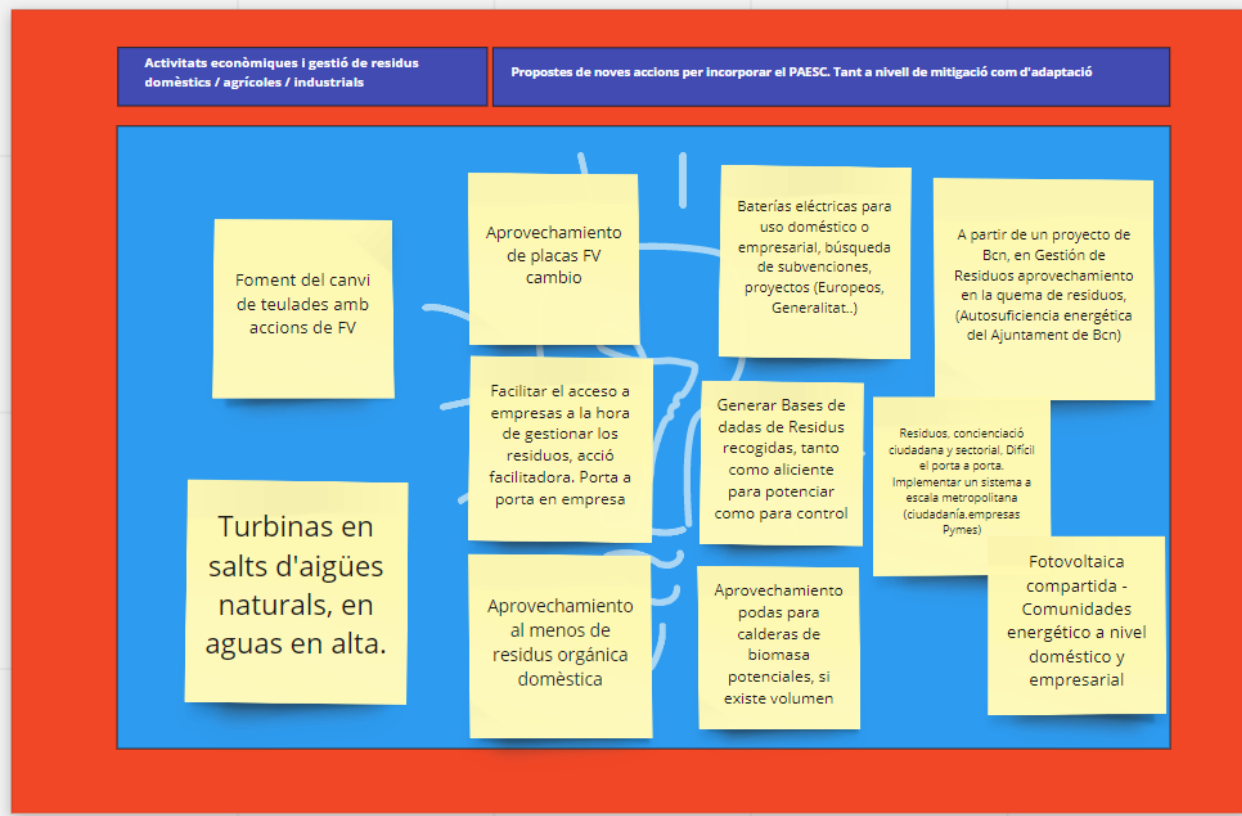 Activitats econòmiques i gestió de residus
domèstics / agrícoles / industrials
Propostes de noves accions per incorporar el PAESC. Tant a nivell de mitigació com d'adaptació
Foment del canvi
de teulades amb
accions de FV
Turbinas en
salts d'aigües
naturals, en
aguas en alta.
Aprovechamiento
de placas FV
cambio
Facilitar el acceso a
empresas a la hora
de gestionar los
residuos, acció
facilitadora. Porta a
porta en empresa
Aprovechamiento
al menos de
residus orgánica
domèstica
Baterías eléctricas para
uso doméstico o
empresarial, búsqueda
de subvenciones,
proyectos (Europeos,
Generalitat..)
Generar Bases de
dadas de Residus
recogidas, tanto
como aliciente
para potenciar
como para control
Aprovechamiento
podas para
calderas de
biomasa
potenciales, si
existe volumen
A partir de un proyecto de
Bcn, en Gestión de
Residuos aprovechamiento
en la quema de residuos,
(Autosuficiencia energética
del Ajuntament de Bcn)
Residuos, concienciació
ciudadana y sectorial, Difícil
el porta a porta.
Implementar un sistema a
escala metropolitana
(ciudadanía.empresas
Pymes)
Fotovoltaica
compartida -
Comunidades
energético a nivel
doméstico y
empresarial